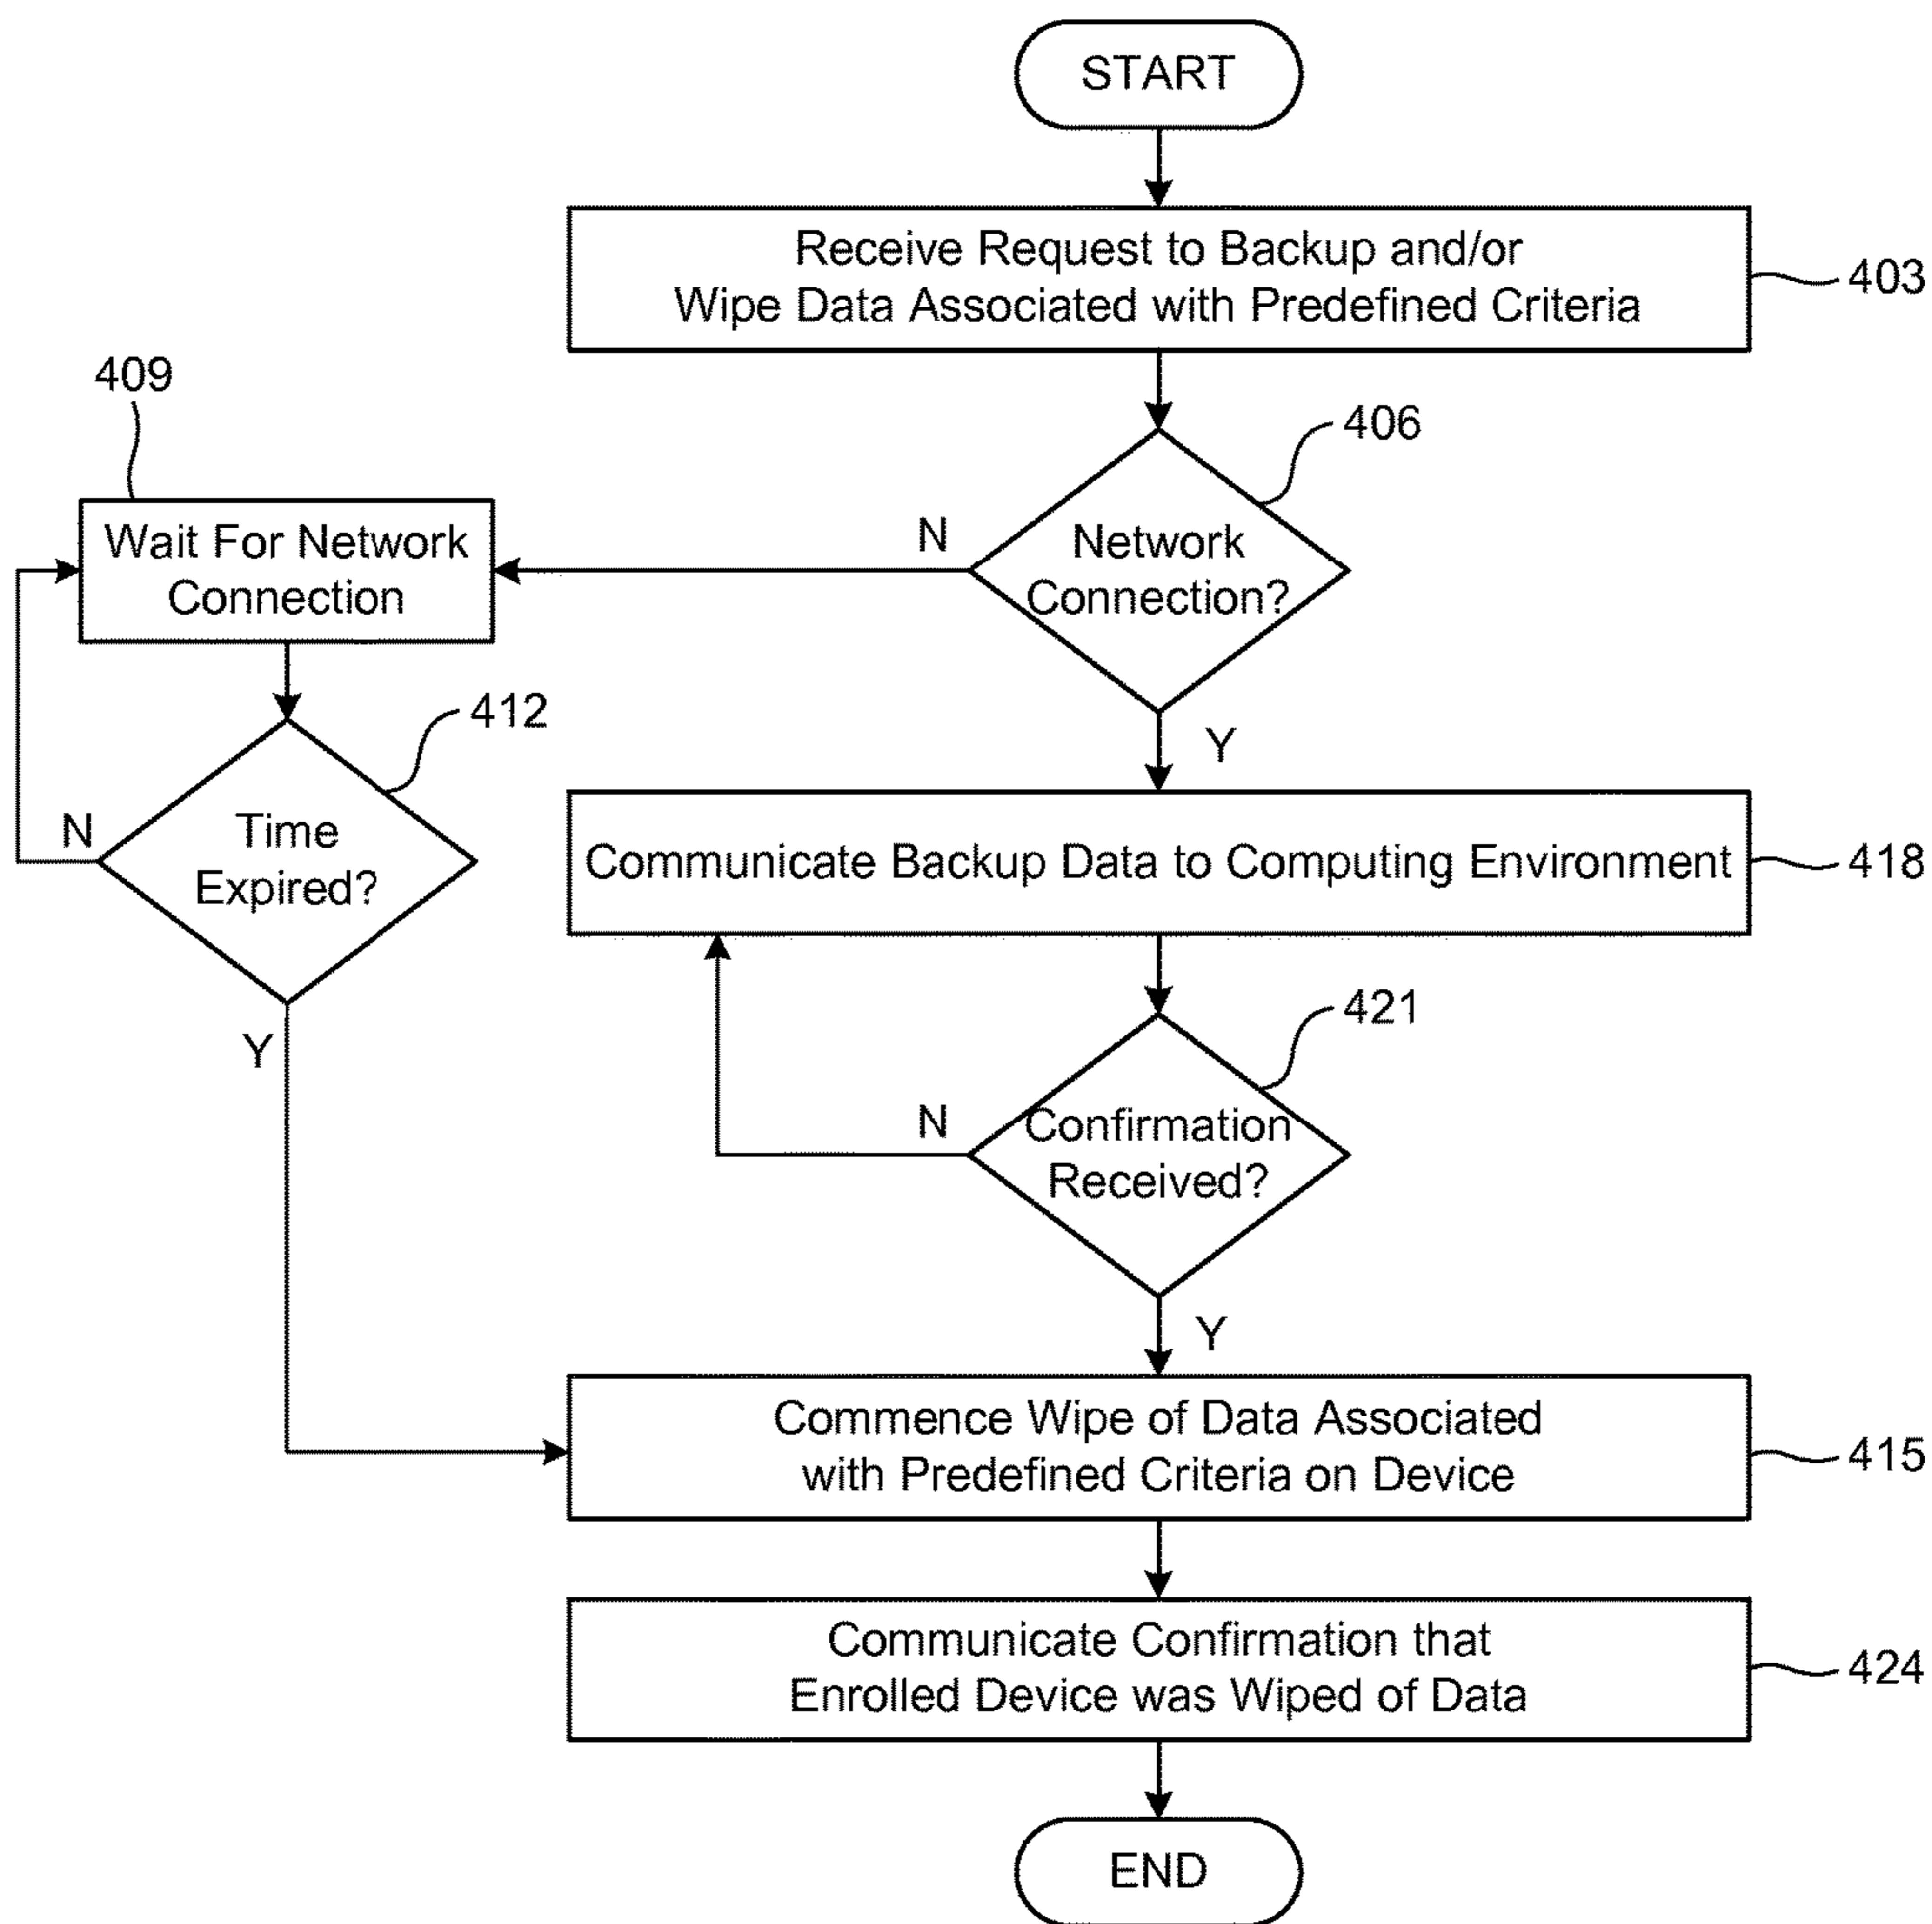 START
Receive Request to Backup and/or
Wipe Data Associated with Predefined Criteria
403
409
406
Wait For Network
Connection
N
Network
Connection?
412
Y
N
Time
Expired?
Communicate Backup Data to Computing Environment
418
Y
421
N
Confirmation
Received?
Y
Commence Wipe of Data Associated
with Predefined Criteria on Device
415
Communicate Confirmation that
Enrolled Device was Wiped of Data
424
END